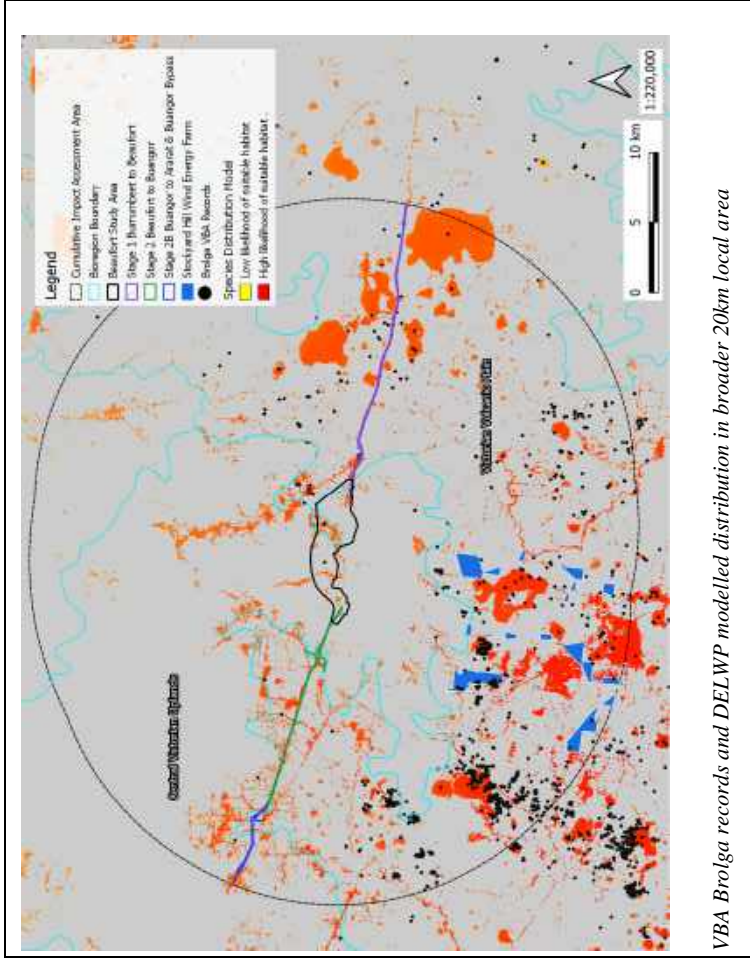 Legend
Cumulative Impact Assessment Area
Bioregion Boundary
Beaufort Study Area
Stage 1 Burrumbeet to Beaufort
Stage 2 Beaufort to Buangor
Stage 2B Buangor to Ararat & Buangor Bypass
Stockyard Hill Wind Energy Farm
Brolga VBA Records
Species Distribution Model
Low likelihood of suitable habitat
High likelihood of suitable habitat
Central Victorian Uplands
Victorian Volcanic Plain
0 5 10 km
1:220,000
VBA Brolga records and DELWP modelled distribution in broader 20km local area